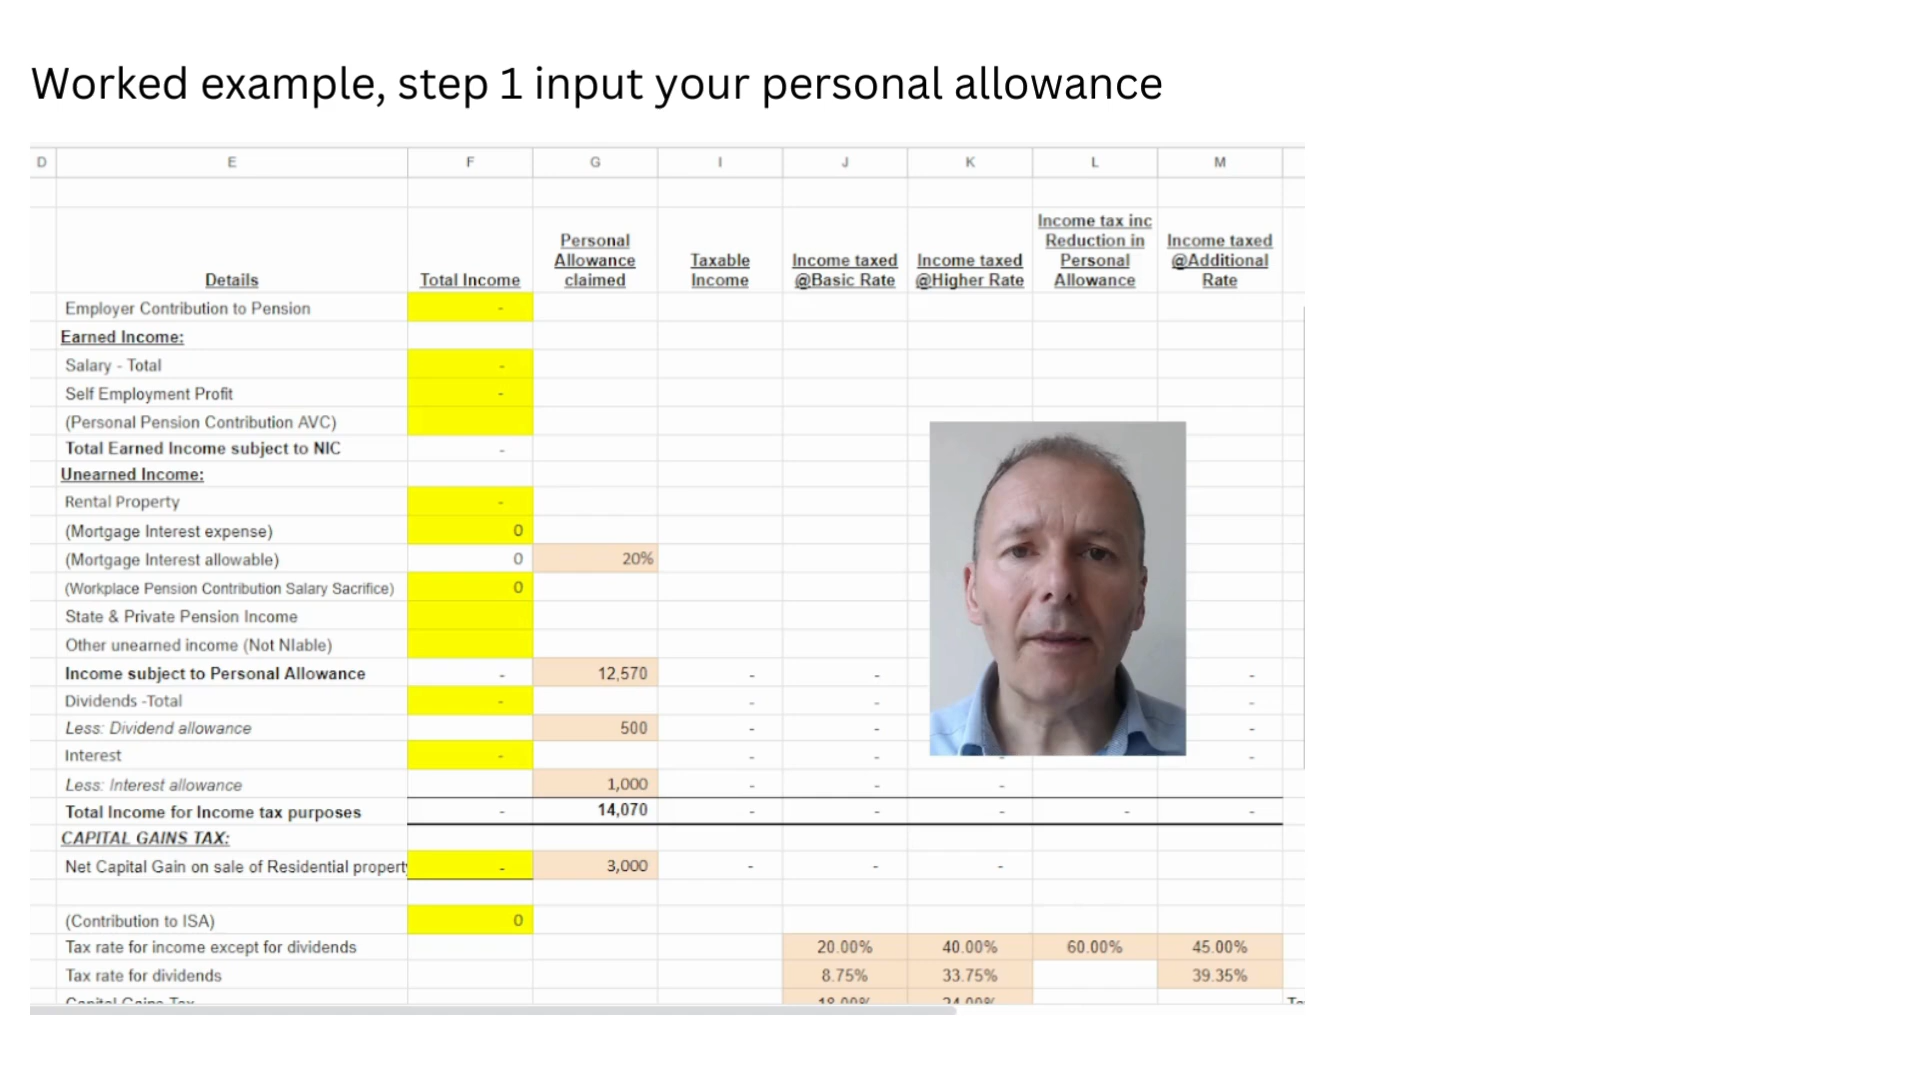 Worked example, step 1 input your personal allowance
D E F G I J K L M
Details Total Income Personal Allowance claimed Taxable Income Income taxed @Basic Rate Income taxed @Higher Rate Income tax inc Reduction in Personal Allowance Income taxed @Additional Rate
Employer Contribution to Pension -
Earned Income:
Salary - Total -
Self Employment Profit -
(Personal Pension Contribution AVC)
Total Earned Income subject to NIC -
Unearned Income:
Rental Property -
(Mortgage Interest expense) 0
(Mortgage Interest allowable) 0 20%
(Workplace Pension Contribution Salary Sacrifice) 0
State & Private Pension Income
Other unearned income (Not NIable)
Income subject to Personal Allowance - 12,570 - - -
Dividends -Total - - - -
Less: Dividend allowance 500 - - -
Interest - - - - -
Less: Interest allowance 1,000 - - -
Total Income for Income tax purposes - 14,070 - - - - -
CAPITAL GAINS TAX:
Net Capital Gain on sale of Residential property - 3,000 - - -
(Contribution to ISA) 0
Tax rate for income except for dividends 20.00% 40.00% 60.00% 45.00%
Tax rate for dividends 8.75% 33.75% 39.35%
Capital Gains Tax 18.00% 24.00%